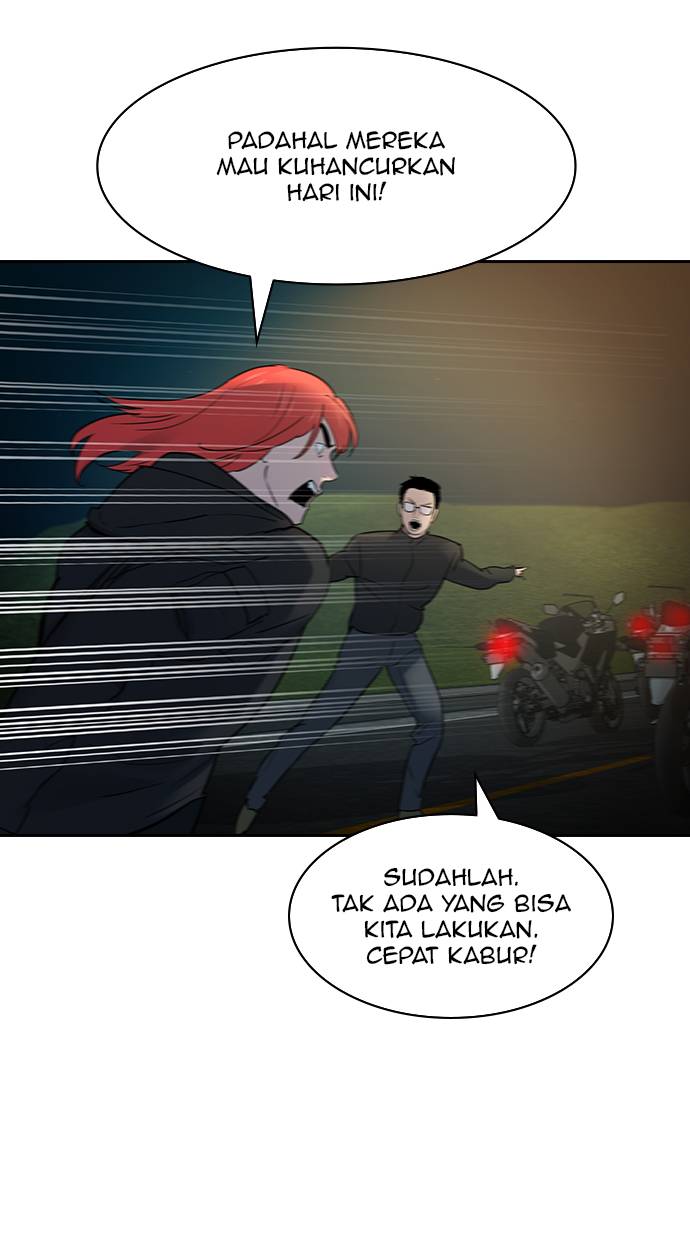 PADAHAL MEREKA
MAU KUHANCURKAN
HARI INI!
SUDAHLAH.
TAK ADA YANG BISA
KITA LAKUKAN.
CEPAT KABUR!